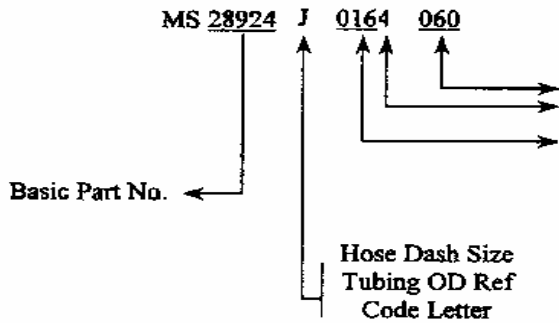 MS 28924 J 0164 060
Basic Part No.
Hose Dash Size
Tubing OD Ref
Code Letter